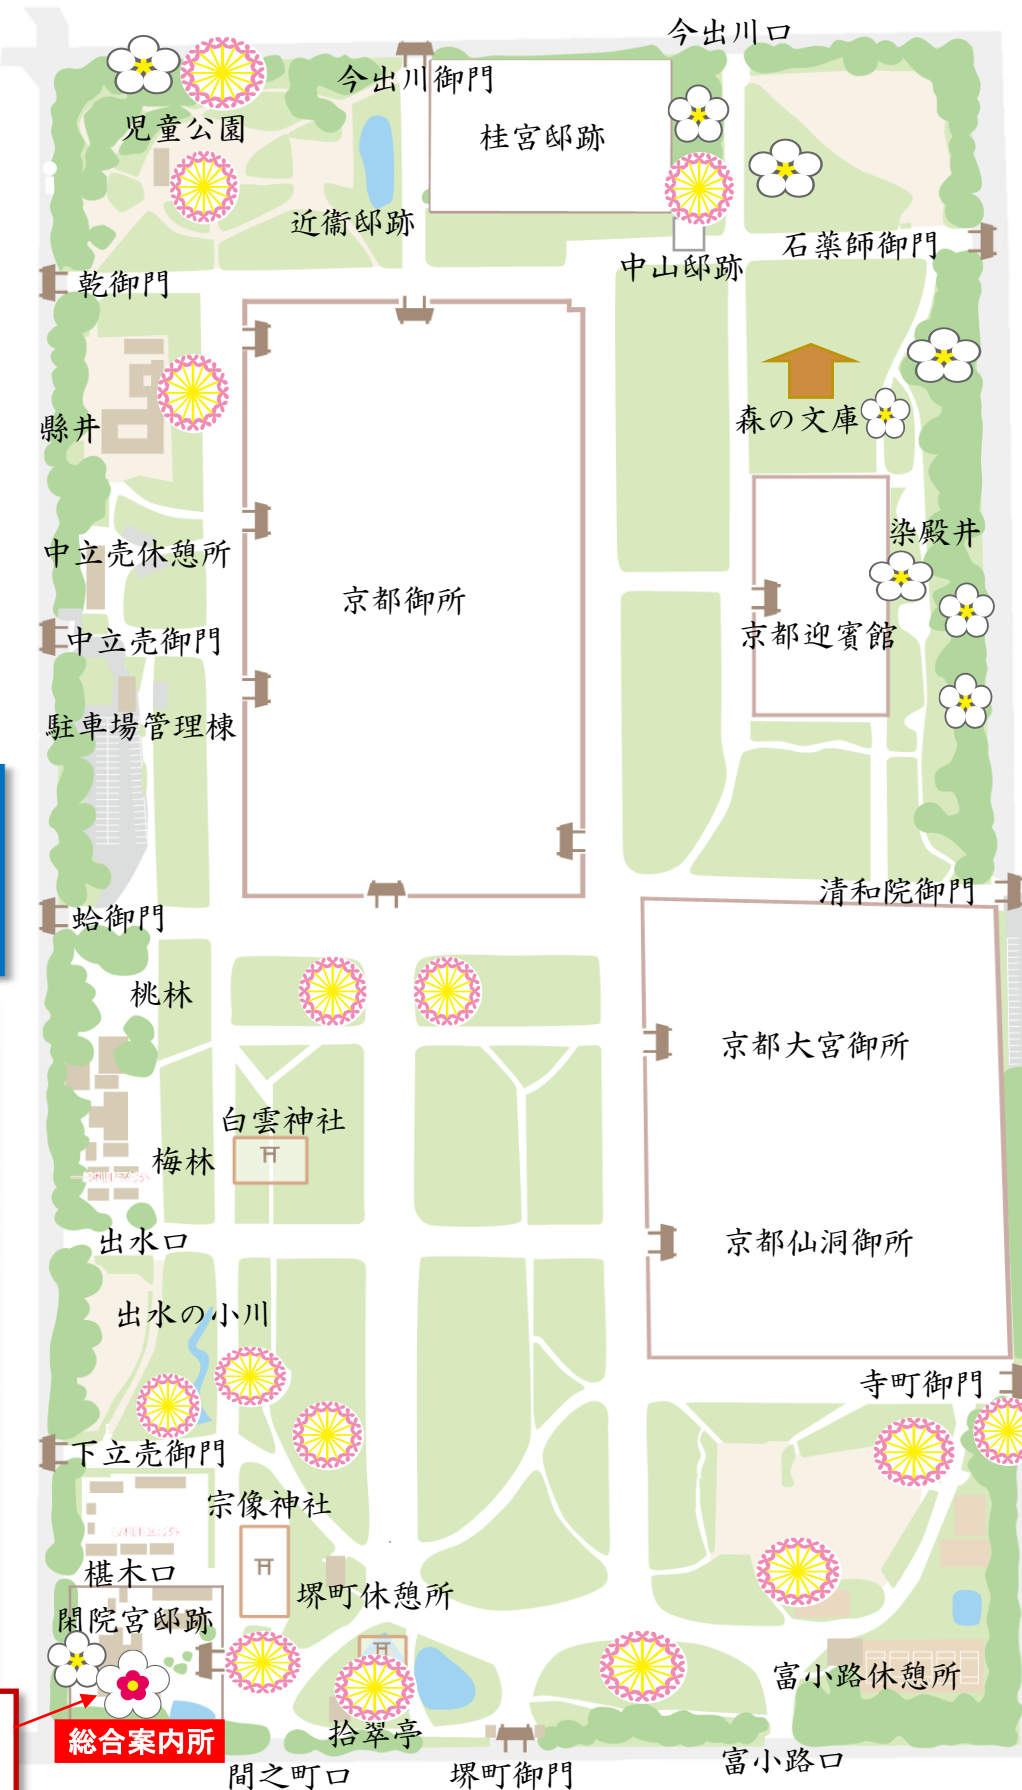 今出川口
今出川御門
児童公園
桂宮邸跡
近衞邸跡
石薬師御門
中山邸跡
乾御門
森の文庫
縣井
染殿井
中立売休憩所
京都御所
中立売御門
京都迎賓館
駐車場管理棟
清和院御門
蛤御門
桃林
京都大宮御所
白雲神社
梅林
出水口
京都仙洞御所
出水の小川
寺町御門
下立売御門
宗像神社
椹木口
堺町休憩所
閑院宮邸跡
富小路休憩所
拾翠亭
総合案内所
富小路口
間之町口
堺町御門